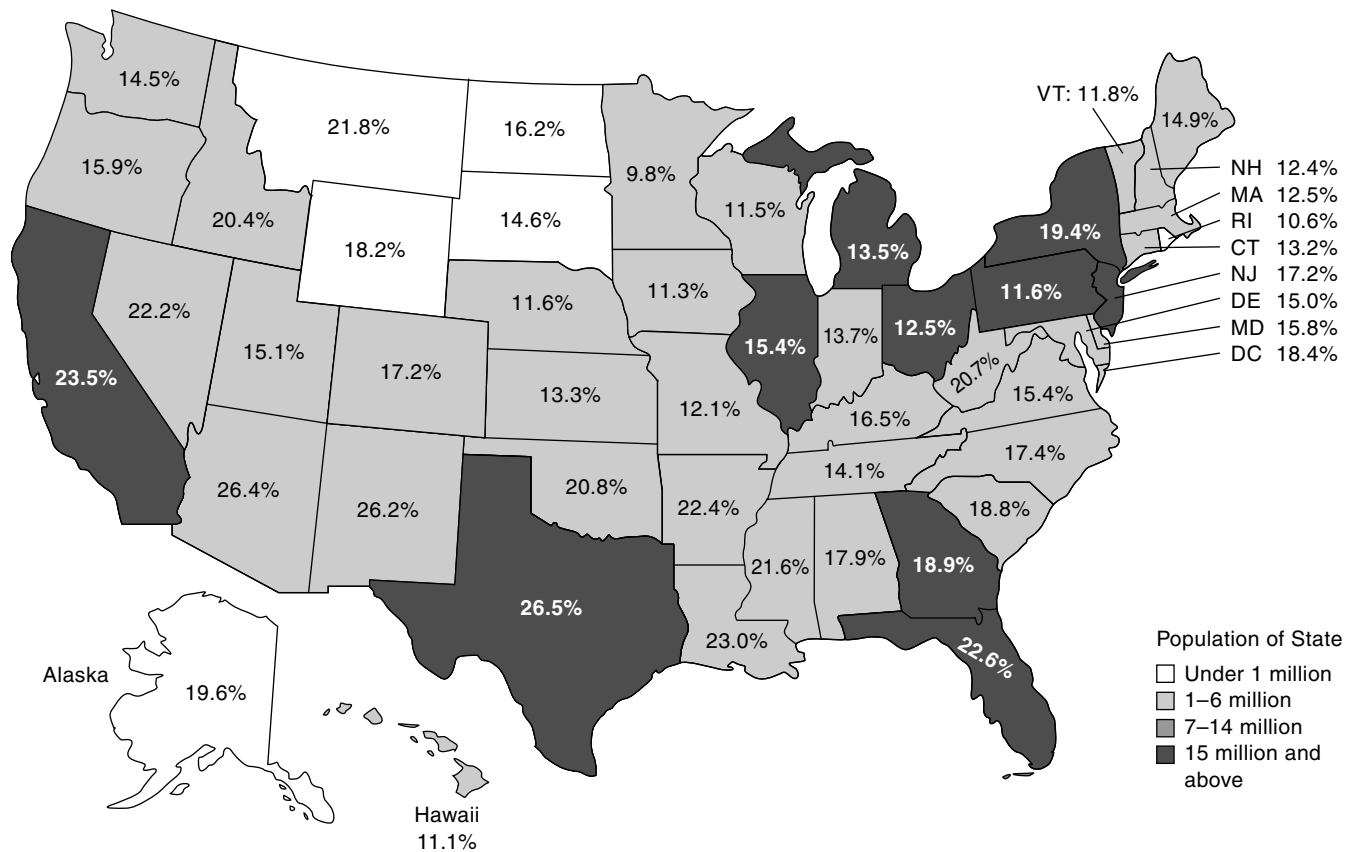 VT: 11.8%
14.5%
14.9%
21.8%
16.2%
15.9%
9.8%
NH 12.4%
MA 12.5%
RI 10.6%
CT 13.2%
NJ 17.2%
DE 15.0%
MD 15.8%
DC 18.4%
20.4%
14.6%
11.5%
18.2%
13.5%
19.4%
11.6%
11.3%
11.6%
22.2%
12.5%
13.7%
15.4%
15.1%
17.2%
23.5%
20.7%
13.3%
12.1%
15.4%
16.5%
17.4%
14.1%
26.4%
26.2%
20.8%
22.4%
18.8%
21.6%
17.9%
18.9%
26.5%
23.0%
22.6%
Alaska
19.6%
Hawaii
11.1%
Population of State
Under 1 million
1–6 million
7–14 million
15 million and
above